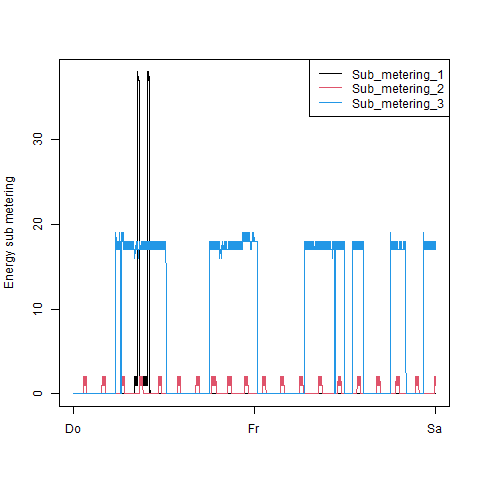 Sub_metering_1
Sub_metering_2
Sub_metering_3
Energy sub metering
30
20
10
0
Do
Fr
Sa